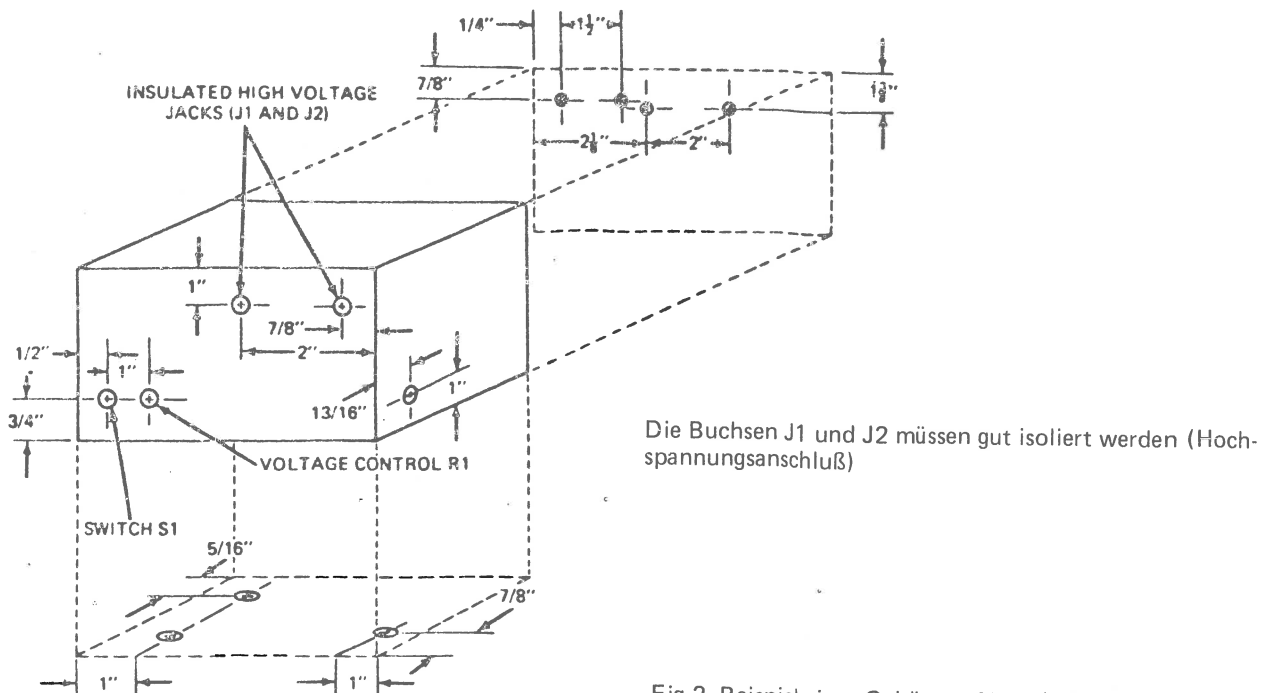 1/4" 1½"
7/8" 1⅜"
INSULATED HIGH VOLTAGE
JACKS (J1 AND J2)
2⅛" 2"
1"
7/8"
2"
1/2" 1"
3/4"
13/16" 1"
VOLTAGE CONTROL R1
SWITCH S1
Die Buchsen J1 und J2 müssen gut isoliert werden (Hoch-
spannungsanschluß)
5/16"
7/8"
1" 1"